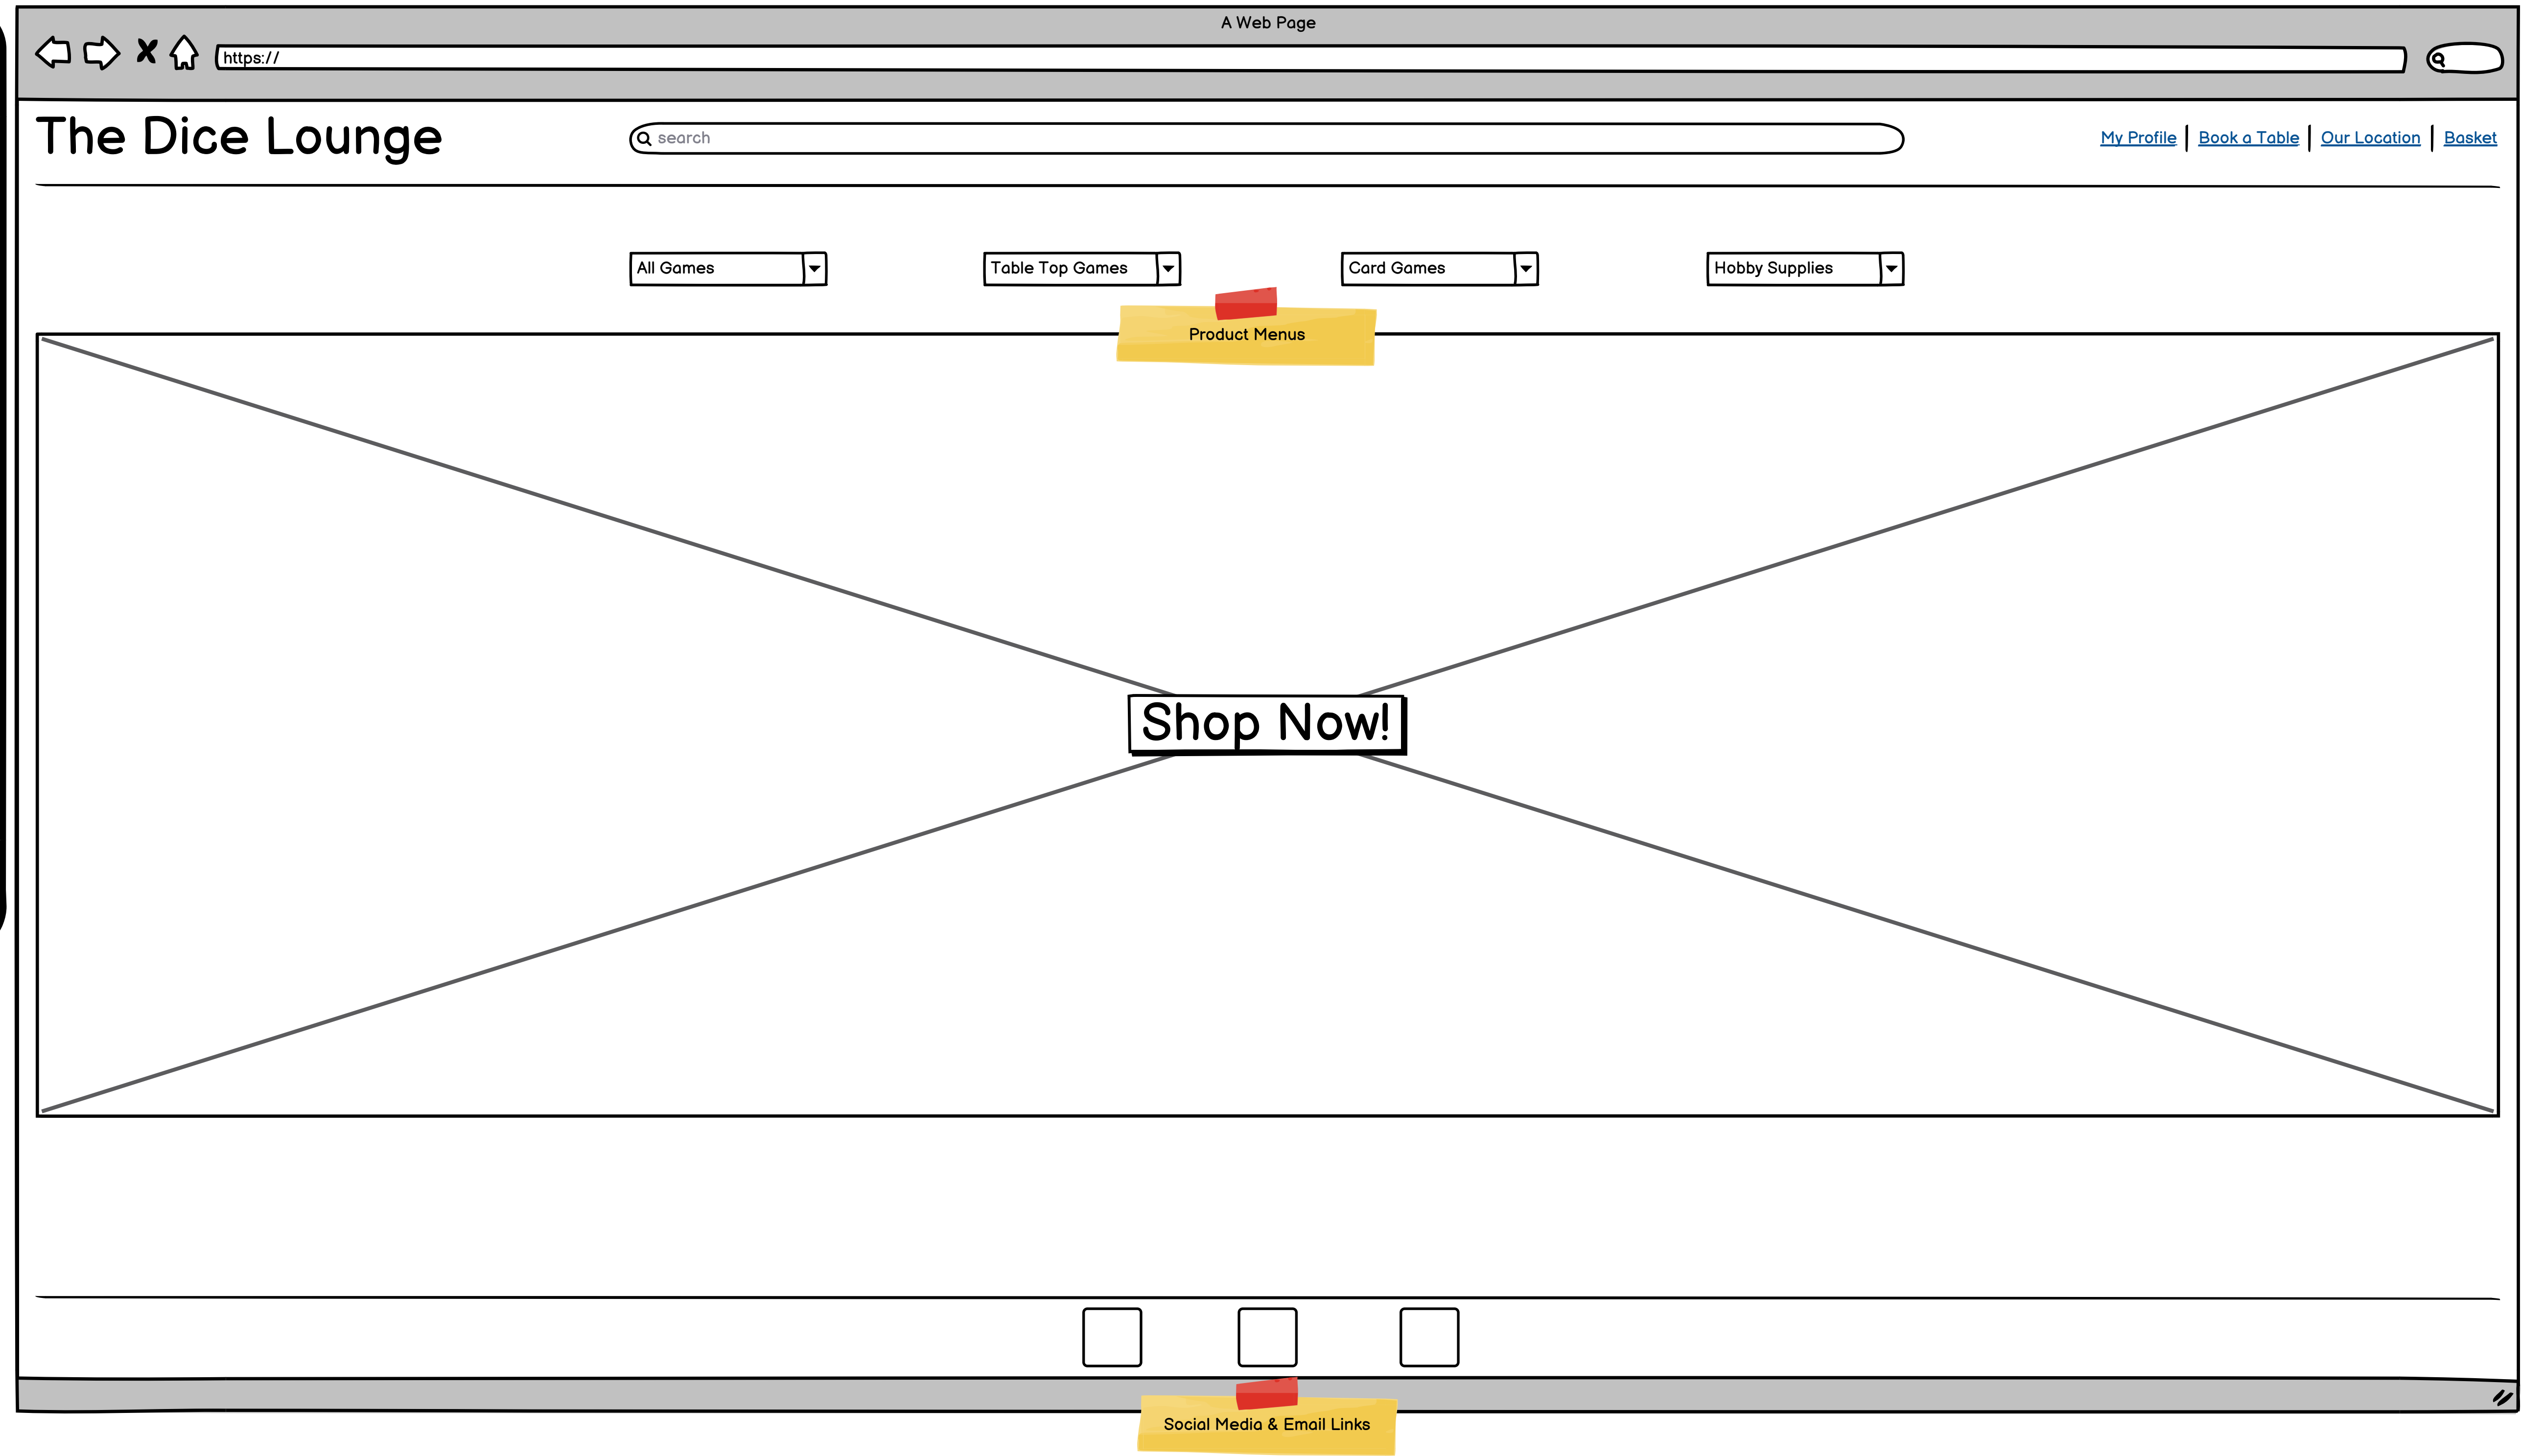 A Web Page
https://
The Dice Lounge
search
My Profile | Book a Table | Our Location | Basket
All Games
Table Top Games
Card Games
Hobby Supplies
Product Menus
Shop Now!
Social Media & Email Links